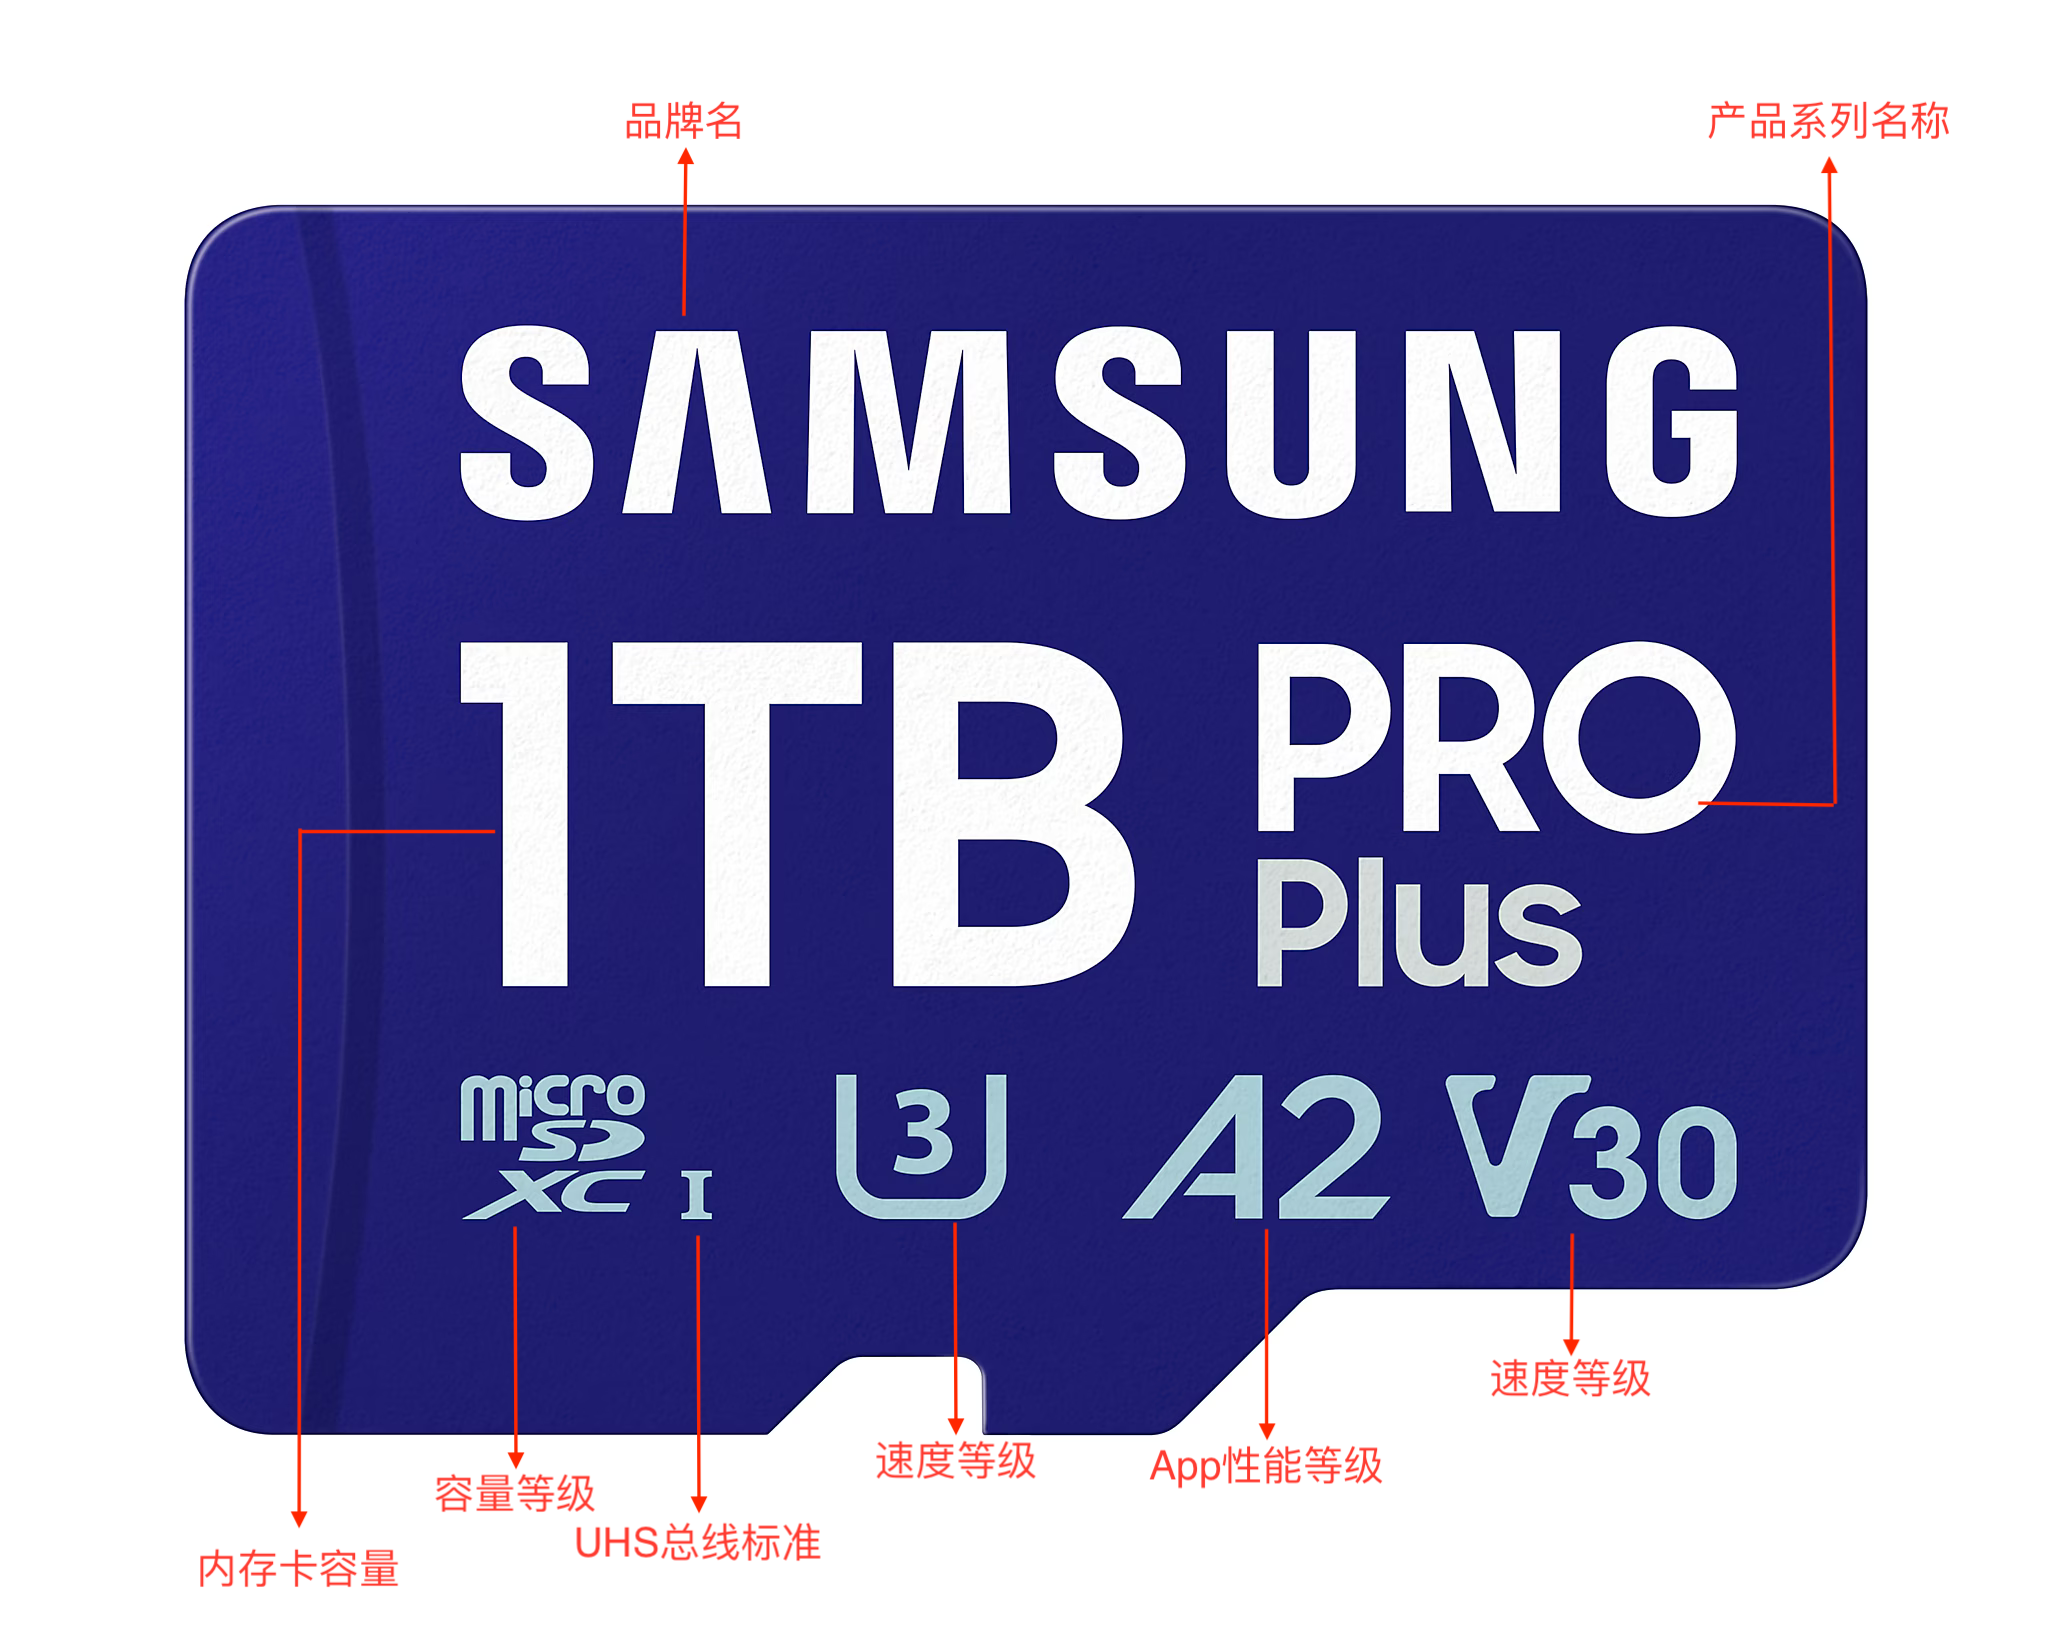 品牌名
产品系列名称
SAMSUNG
1TB
PRO
Plus
micro
SD
XC I
U3
A2
V30
速度等级
速度等级
App性能等级
容量等级
UHS总线标准
内存卡容量